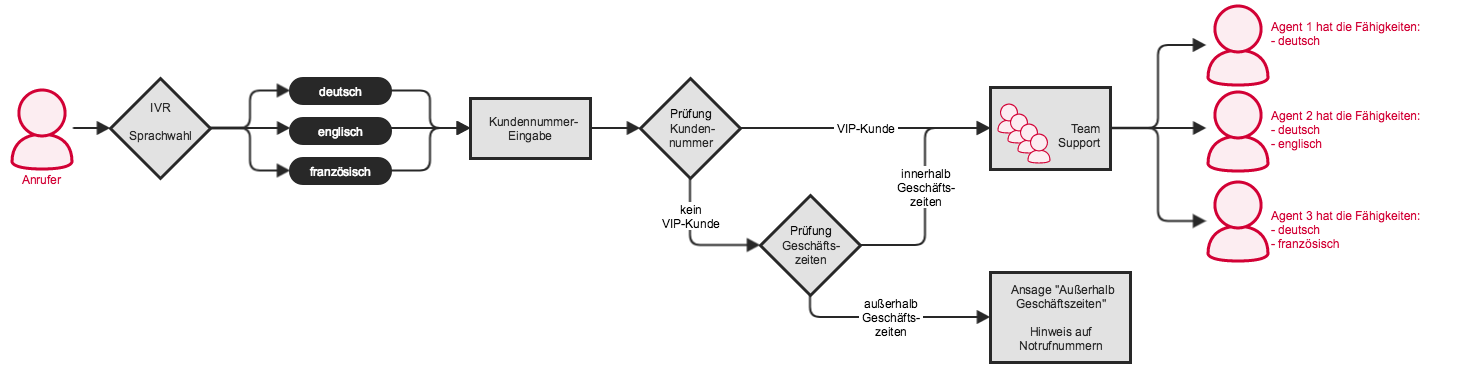 Anrufer
IVR
Sprachwahl
deutsch
englisch
französisch
Kundennummer-
Eingabe
Prüfung
Kunden-
nummer
VIP-Kunde
kein
VIP-Kunde
Prüfung
Geschäfts-
zeiten
innerhalb
Geschäfts-
zeiten
außerhalb
Geschäfts-
zeiten
Team
Support
Ansage "Außerhalb
Geschäftszeiten"
Hinweis auf
Notrufnummern
Agent 1 hat die Fähigkeiten:
- deutsch
Agent 2 hat die Fähigkeiten:
- deutsch
- englisch
Agent 3 hat die Fähigkeiten:
- deutsch
- französisch